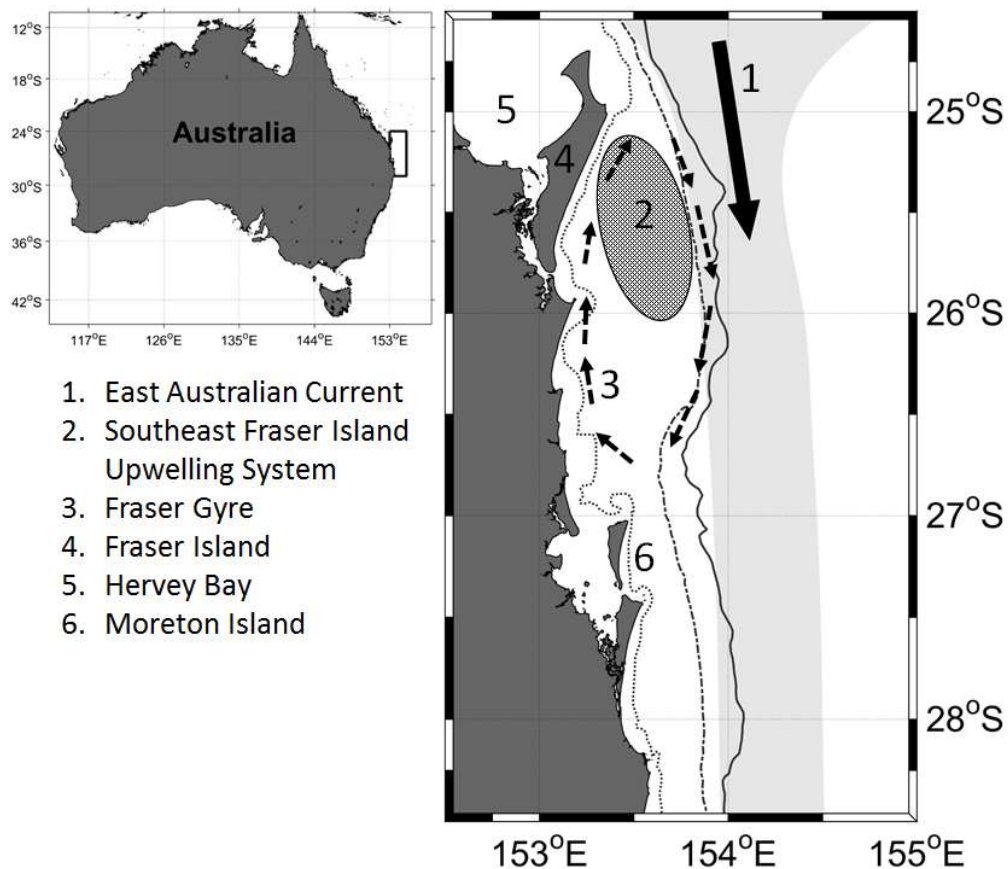 12°S
18°S
24°S
30°S
36°S
42°S
Australia
117°E 126°E 135°E 144°E 153°E
1. East Australian Current
2. Southeast Fraser Island
Upwelling System
3. Fraser Gyre
4. Fraser Island
5. Hervey Bay
6. Moreton Island
1
5
4
2
3
6
25°S
26°S
27°S
28°S
153°E 154°E 155°E